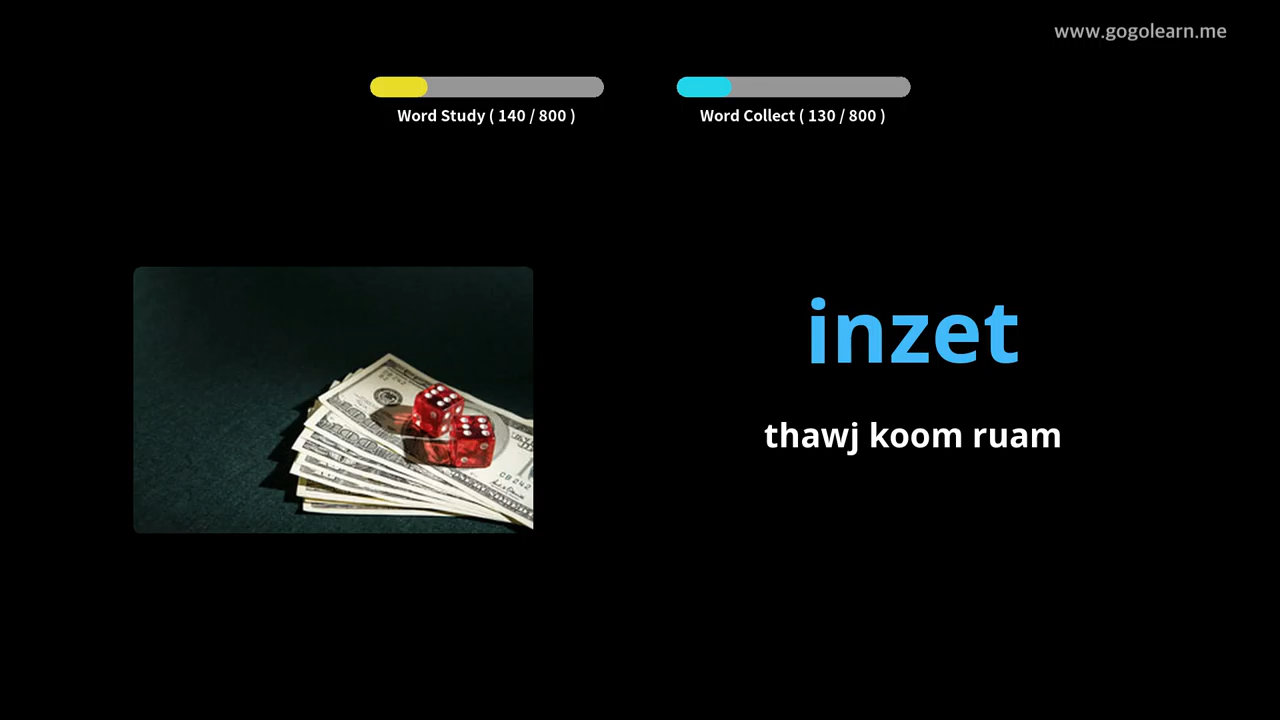 www.gogolearn.me
Word Study ( 140 / 800 )
Word Collect ( 130 / 800 )
inzet
thawj koom ruam